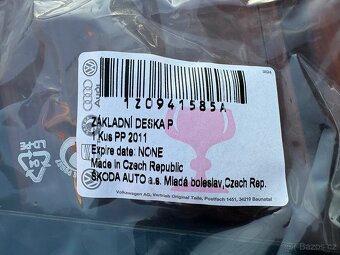 Audi
1Z0941585A
ZÁKLADNÍ DESKA P
1 Kus PP 2011
Expire date: NONE
Made in Czech Republic
ŠKODA AUTO a.s. Mladá boleslav,Czech Rep.
Volkswagen AG, Vertrieb Original Teile, Postfach 1451, 34219 Baunatal